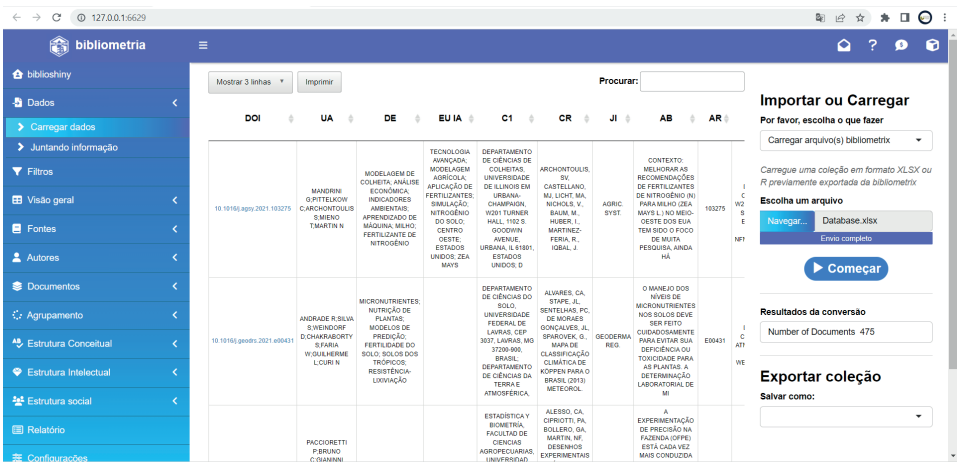 127.0.0.1:6629
bibliometria
biblioshiny
Dados
Carregar dados
Juntando informação
Filtros
Visão geral
Fontes
Autores
Documentos
Agrupamento
Estrutura Conceitual
Estrutura Intelectual
Estrutura social
Relatório
Configurações
Mostrar 3 linhas
Imprimir
Procurar:
DOI UA DE EU IA C1 CR JI AB AR
10.1016/j.agsy.2021.103275
MANDRINI
G;PITTELKOW
C;ARCHONTOULIS
S;MIENO
T;MARTIN N
MODELAGEM DE
COLHEITA; ANÁLISE
ECONÔMICA;
INDICADORES
AMBIENTAIS;
APRENDIZADO DE
MÁQUINA; MILHO;
FERTILIZANTE DE
NITROGÊNIO
TECNOLOGIA
AVANÇADA;
MODELAGEM
AGRÍCOLA;
APLICAÇÃO DE
FERTILIZANTES;
SIMULAÇÃO;
NITROGÊNIO
DO SOLO;
CENTRO
OESTE;
ESTADOS
UNIDOS; ZEA
MAYS
DEPARTAMENTO
DE CIÊNCIAS DE
COLHEITAS,
UNIVERSIDADE
DE ILLINOIS EM
URBANA-
CHAMPAIGN,
W201 TURNER
HALL, 1102 S.
GOODWIN
AVENUE,
URBANA, IL 61801,
ESTADOS
UNIDOS; D
ARCHONTOULIS,
SV,
CASTELLANO,
MJ, LICHT, MA,
NICHOLS, V.,
BAUM, M.,
HUBER, I.,
MARTINEZ-
FERIA, R.,
IQBAL, J.
AGRIC.
SYST.
CONTEXTO:
MELHORAR AS
RECOMENDAÇÕES
DE FERTILIZANTES
DE NITROGÊNIO (N)
PARA MILHO (ZEA
MAYS L.) NO MEIO-
OESTE DOS EUA
TEM SIDO O FOCO
DE MUITA
PESQUISA, AINDA
HÁ
103275
10.1016/j.geodrs.2021.e00431
ANDRADE R;SILVA
S;WEINDORF
D;CHAKRABORTY
S;FARIA
W;GUILHERME
L;CURI N
MICRONUTRIENTES;
NUTRIÇÃO DE
PLANTAS;
MODELOS DE
PREDIÇÃO;
FERTILIDADE DO
SOLO; SOLOS DOS
TRÓPICOS;
RESISTÊNCIA-
LIXIVIAÇÃO
DEPARTAMENTO
DE CIÊNCIAS DO
SOLO,
UNIVERSIDADE
FEDERAL DE
LAVRAS, CEP
3037, LAVRAS, MG
37200-900,
BRASIL;
DEPARTAMENTO
DE CIÊNCIAS DA
TERRA E
ATMOSFÉRICA,
ALVARES, CA,
STAPE, JL,
SENTELHAS, PC,
DE MORAES
GONÇALVES, JL,
SPAROVEK, G.,
MAPA DE
CLASSIFICAÇÃO
CLIMÁTICA DE
KÖPPEN PARA O
BRASIL (2013)
METEOROL.
GEODERMA
REG.
O MANEJO DOS
NÍVEIS DE
MICRONUTRIENTES
NOS SOLOS DEVE
SER FEITO
CUIDADOSAMENTE
PARA EVITAR SUA
DEFICIÊNCIA OU
TOXICIDADE PARA
AS PLANTAS. A
DETERMINAÇÃO
LABORATORIAL DE
MI
E00431
PACCIORETTI
P;BRUNO
C;GIANINNI
ESTADÍSTICA Y
BIOMETRÍA,
FACULTAD DE
CIENCIAS
AGROPECUARIAS,
UNIVERSIDAD
ALESSO, CA,
CIPRIOTTI, PA,
BOLLERO, GA,
MARTIN, NF,
DESENHOS
EXPERIMENTAIS
A
EXPERIMENTAÇÃO
DE PRECISÃO NA
FAZENDA (OFPE)
ESTÁ CADA VEZ
MAIS CONDUZIDA
Importar ou Carregar
Por favor, escolha o que fazer
Carregar arquivo(s) bibliometrix
Carregue uma coleção em formato XLSX ou
R previamente exportada da bibliometrix
Escolha um arquivo
Navegar... Database.xlsx
Envio completo
Começar
Resultados da conversão
Number of Documents 475
Exportar coleção
Salvar como: